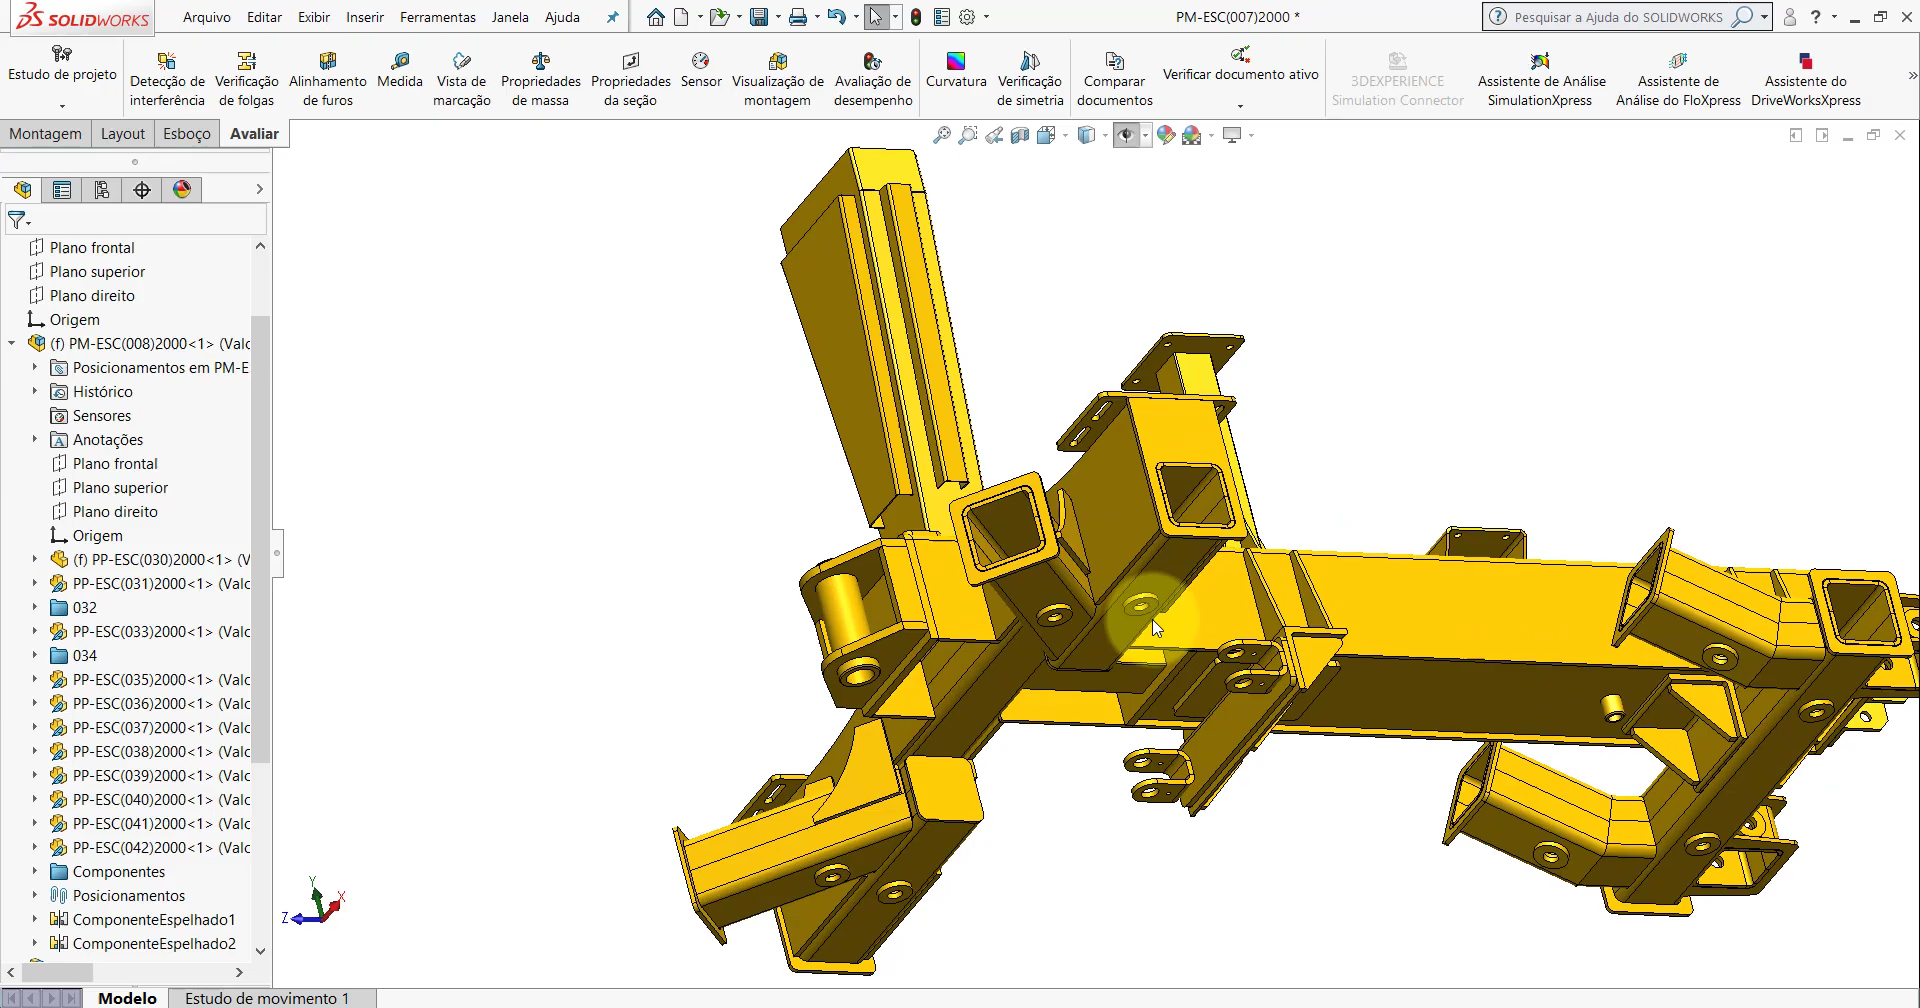 SOLIDWORKS
Arquivo Editar Exibir Inserir Ferramentas Janela Ajuda
PM-ESC(007)2000 *
Pesquisar a Ajuda do SOLIDWORKS
Estudo de projeto
Detecção de interferência
Verificação de folgas
Alinhamento de furos
Medida
Vista de marcação
Propriedades de massa
Propriedades da seção
Sensor
Visualização de montagem
Avaliação de desempenho
Curvatura
Verificação de simetria
Comparar documentos
Verificar documento ativo
3DEXPERIENCE Simulation Connector
Assistente de Análise SimulationXpress
Assistente de Análise do FloXpress
Assistente do DriveWorksXpress
Montagem Layout Esboço Avaliar
Plano frontal
Plano superior
Plano direito
Origem
(f) PM-ESC(008)2000<1> (Valc
Posicionamentos em PM-E
Histórico
Sensores
Anotações
Plano frontal
Plano superior
Plano direito
Origem
(f) PP-ESC(030)2000<1> (V
PP-ESC(031)2000<1> (Valc
032
PP-ESC(033)2000<1> (Valc
034
PP-ESC(035)2000<1> (Valc
PP-ESC(036)2000<1> (Valc
PP-ESC(037)2000<1> (Valc
PP-ESC(038)2000<1> (Valc
PP-ESC(039)2000<1> (Valc
PP-ESC(040)2000<1> (Valc
PP-ESC(041)2000<1> (Valc
PP-ESC(042)2000<1> (Valc
Componentes
Posicionamentos
ComponenteEspelhado1
ComponenteEspelhado2
Y
X
Z
Modelo Estudo de movimento 1